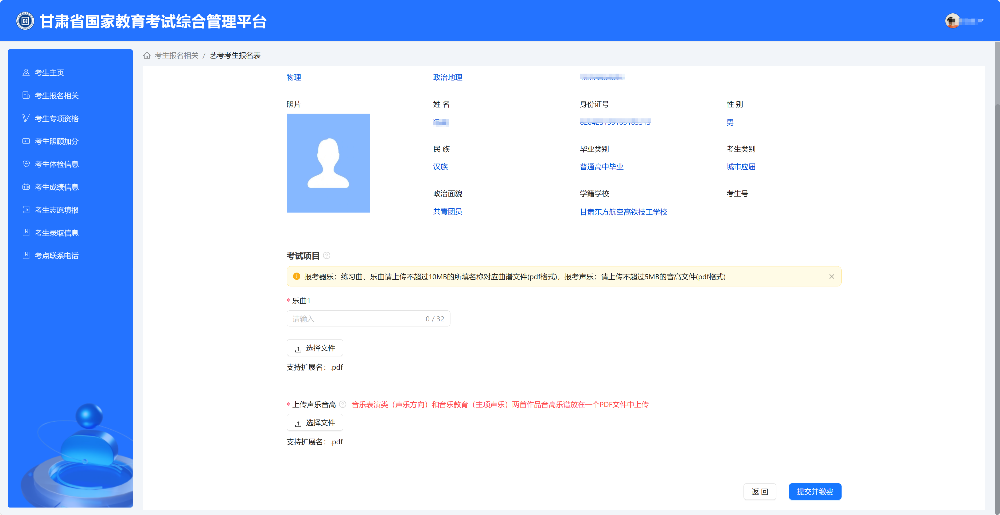 甘肃省国家教育考试综合管理平台
考生报名相关 / 艺考考生报名表
考生主页
考生报名相关
考生专项资格
考生照顾加分
考生体检信息
考生成绩信息
考生志愿填报
考生录取信息
考点联系电话
物理 政治地理
照片 姓 名 身份证号 性 别
男
民 族 毕业类别 考生类别
汉族 普通高中毕业 城市应届
政治面貌 学籍学校 考生号
共青团员 甘肃东方航空高铁技工学校
考试项目
报考器乐：练习曲、乐曲请上传不超过10MB的所填名称对应曲谱文件(pdf格式)，报考声乐：请上传不超过5MB的音高文件(pdf格式)
* 乐曲1
请输入 0 / 32
选择文件
支持扩展名：.pdf
* 上传声乐音高 音乐表演类（声乐方向）和音乐教育（主项声乐）两首作品音高乐谱放在一个PDF文件中上传
选择文件
支持扩展名：.pdf
返 回 提交并缴费